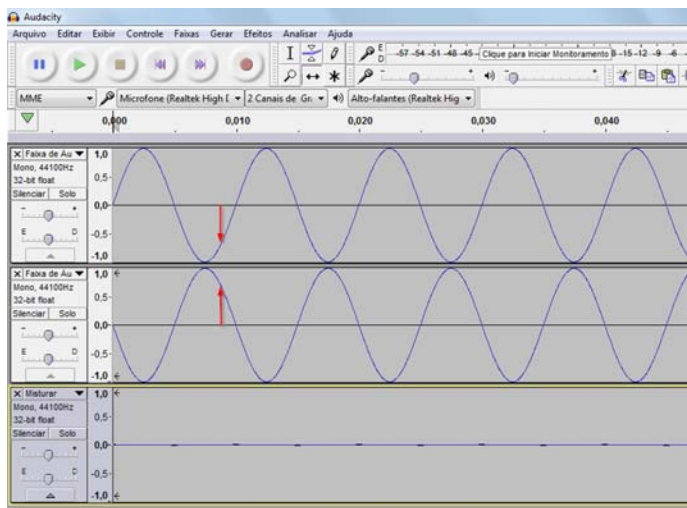 Audacity
Arquivo Editar Exibir Controle Faixas Gerar Efeitos Analisar Ajuda
E D -57 -54 -51 -48 -45 Clique para Iniciar Monitoramento -15 -12 -9 -6
MME Microfone (Realtek High D 2 Canais de Gr Alto-falantes (Realtek Hig
0,000 0,010 0,020 0,030 0,040
X Faixa de Au 1,0
Mono, 44100Hz
32-bit float 0,5
Silenciar Solo
- + 0,0
E D -0,5
-1,0
X Faixa de Au 1,0
Mono, 44100Hz
32-bit float 0,5
Silenciar Solo
- + 0,0
E D -0,5
-1,0
X Misturar 1,0
Mono, 44100Hz
32-bit float 0,5
Silenciar Solo
- + 0,0
E D -0,5
-1,0